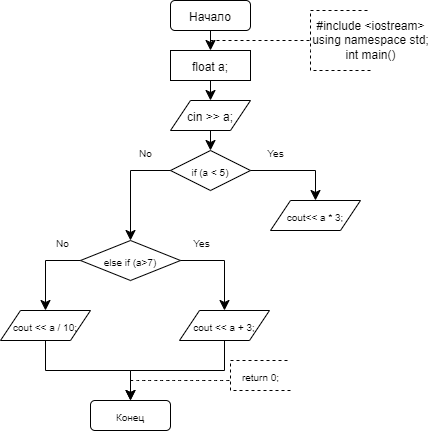 Начало
#include <iostream>
using namespace std;
int main()
float a;
cin >> a;
No
Yes
if (a < 5)
cout<< a * 3;
No
Yes
else if (a>7)
cout << a / 10;
cout << a + 3;
return 0;
Конец